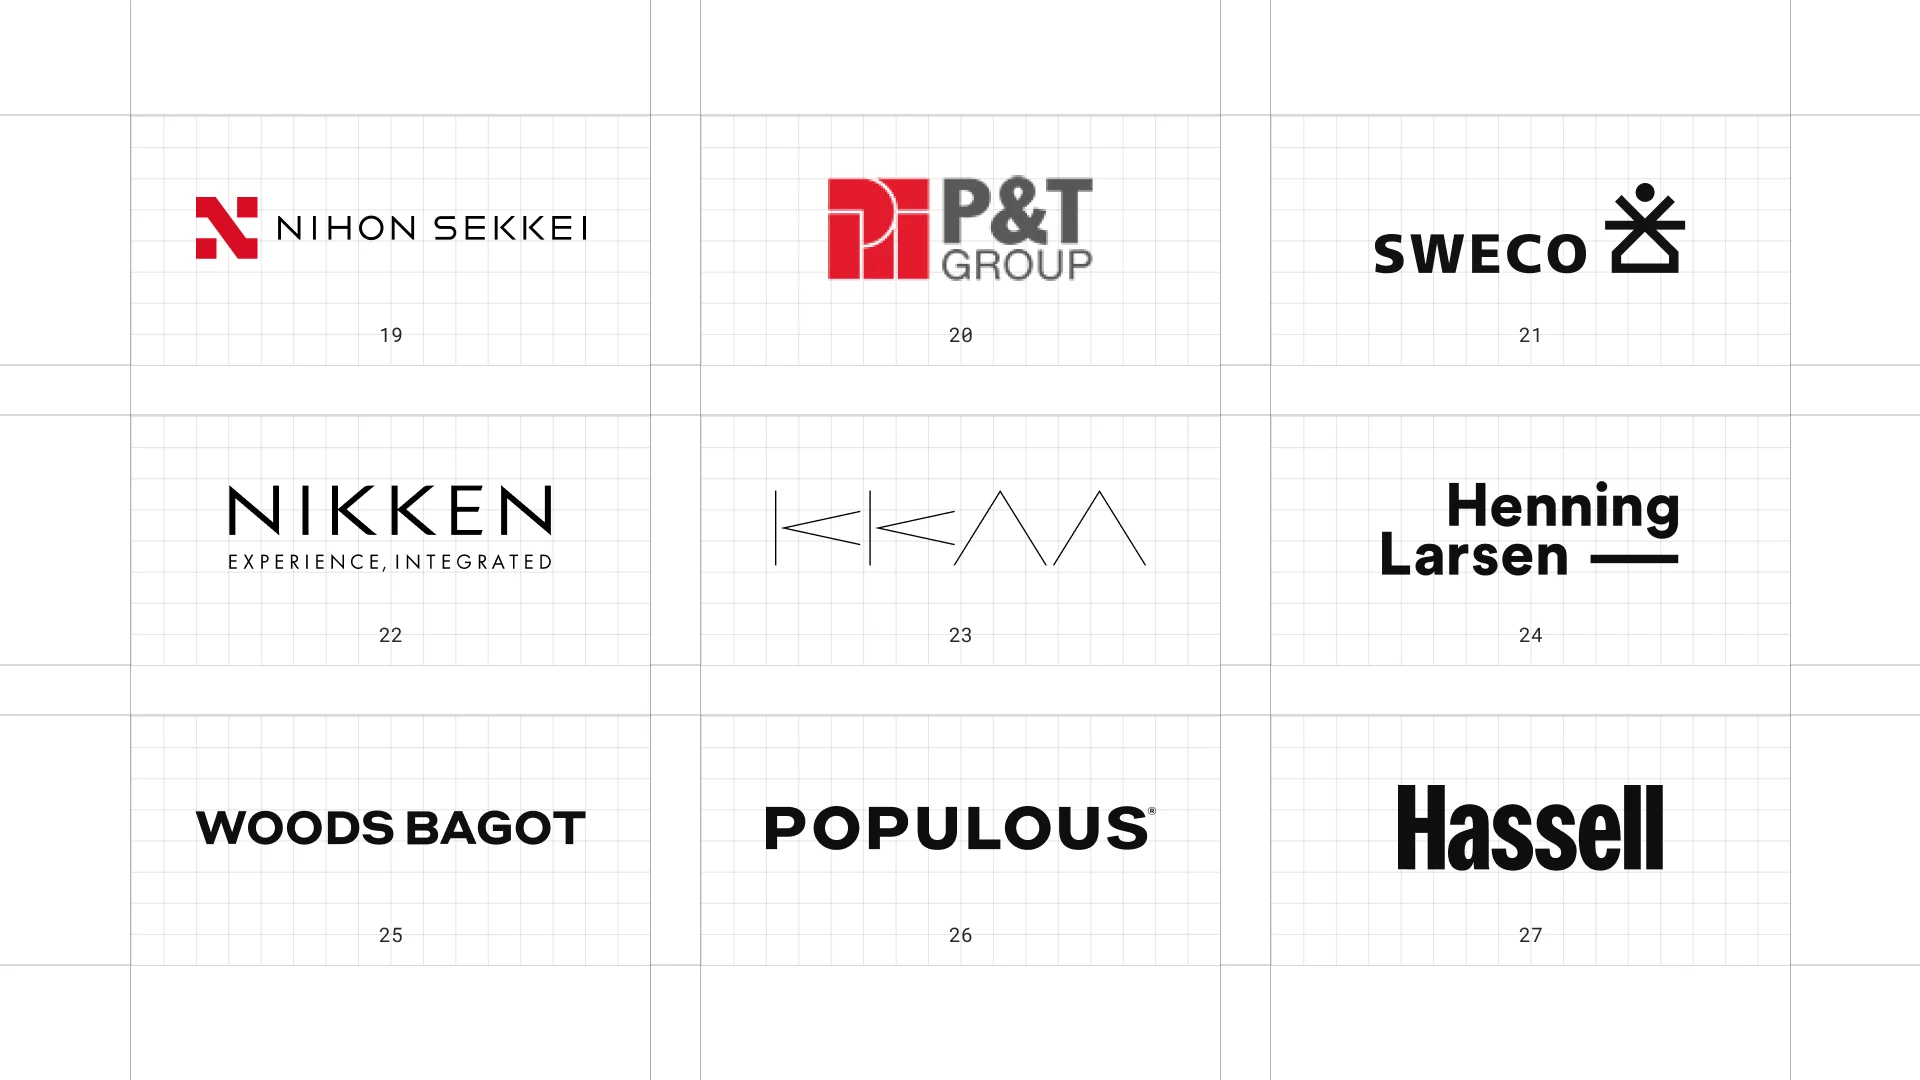 NIHON SEKKEI
P&T
GROUP
SWECO
19
20
21
NIKKEN
EXPERIENCE, INTEGRATED
KKAA
Henning
Larsen
22
23
24
WOODS BAGOT
POPULOUS®
Hassell
25
26
27